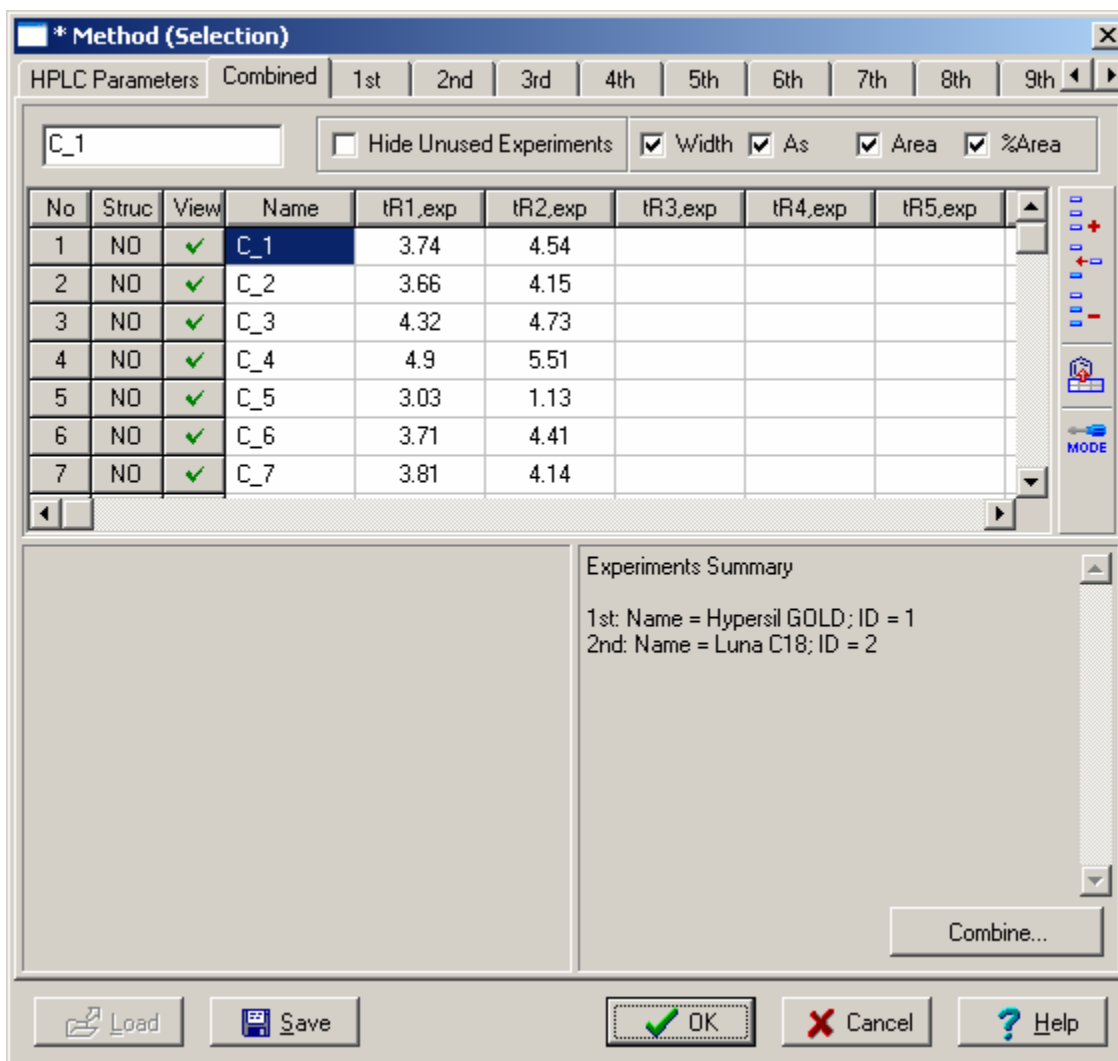 * Method (Selection)
HPLC Parameters Combined 1st 2nd 3rd 4th 5th 6th 7th 8th 9th
C_1 Hide Unused Experiments Width As Area %Area
No Struc View Name tR1,exp tR2,exp tR3,exp tR4,exp tR5,exp
1 NO C_1 3.74 4.54
2 NO C_2 3.66 4.15
3 NO C_3 4.32 4.73
4 NO C_4 4.9 5.51
5 NO C_5 3.03 1.13
6 NO C_6 3.71 4.41
7 NO C_7 3.81 4.14
MODE
Experiments Summary
1st: Name = Hypersil GOLD; ID = 1
2nd: Name = Luna C18; ID = 2
Combine...
Load Save OK Cancel Help